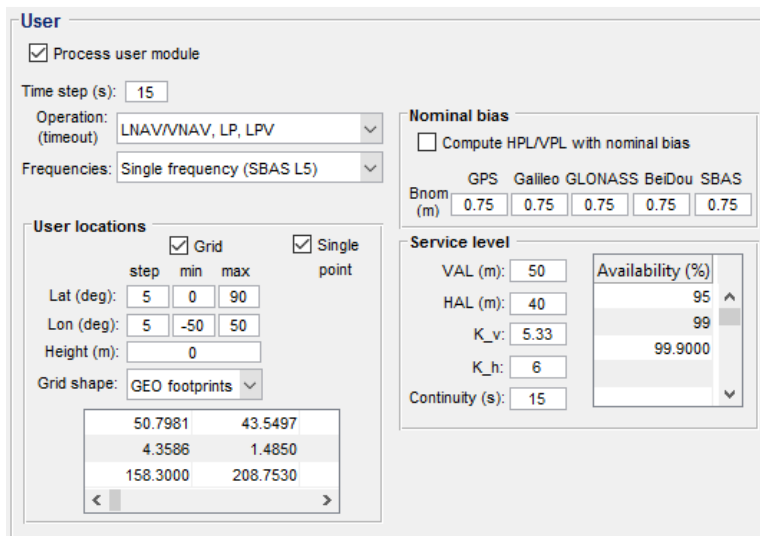 User
Process user module
Time step (s): 15
Operation: (timeout) LNAV/VNAV, LP, LPV
Frequencies: Single frequency (SBAS L5)
User locations
Grid Single point
step min max
Lat (deg): 5 0 90
Lon (deg): 5 -50 50
Height (m): 0
Grid shape: GEO footprints
50.7981 43.5497
4.3586 1.4850
158.3000 208.7530
Nominal bias
Compute HPL/VPL with nominal bias
GPS Galileo GLONASS BeiDou SBAS
Bnom (m) 0.75 0.75 0.75 0.75 0.75
Service level
VAL (m): 50
HAL (m): 40
K_v: 5.33
K_h: 6
Continuity (s): 15
Availability (%)
95
99
99.9000